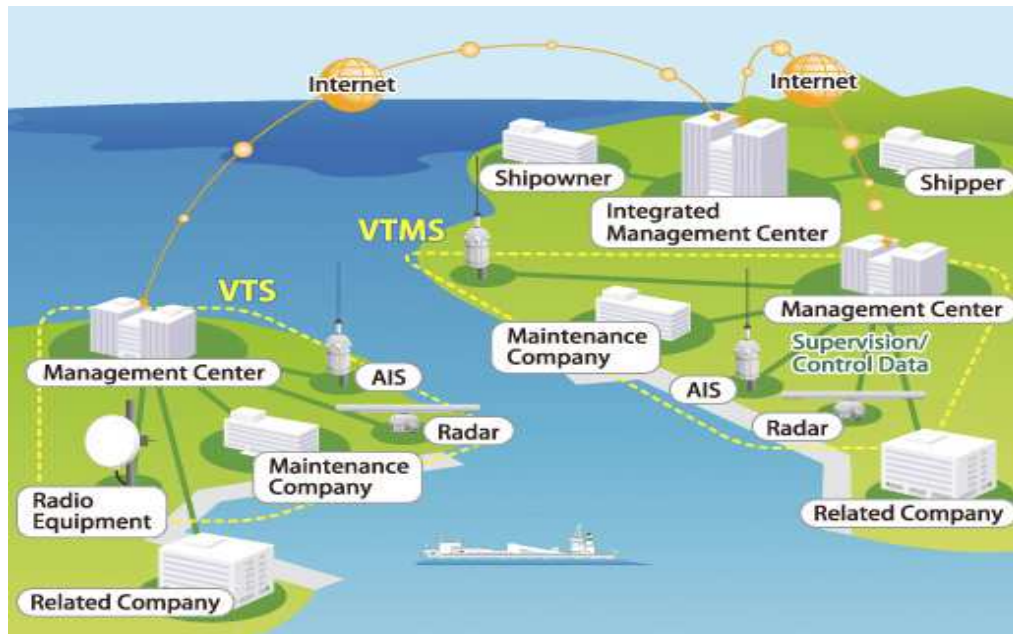 Internet
Internet
Shipowner
Shipper
Integrated
Management Center
VTMS
VTS
Management Center
Maintenance
Company
Supervision/
Control Data
Management Center
AIS
AIS
Radar
Radar
Maintenance
Company
Radio
Equipment
Related Company
Related Company